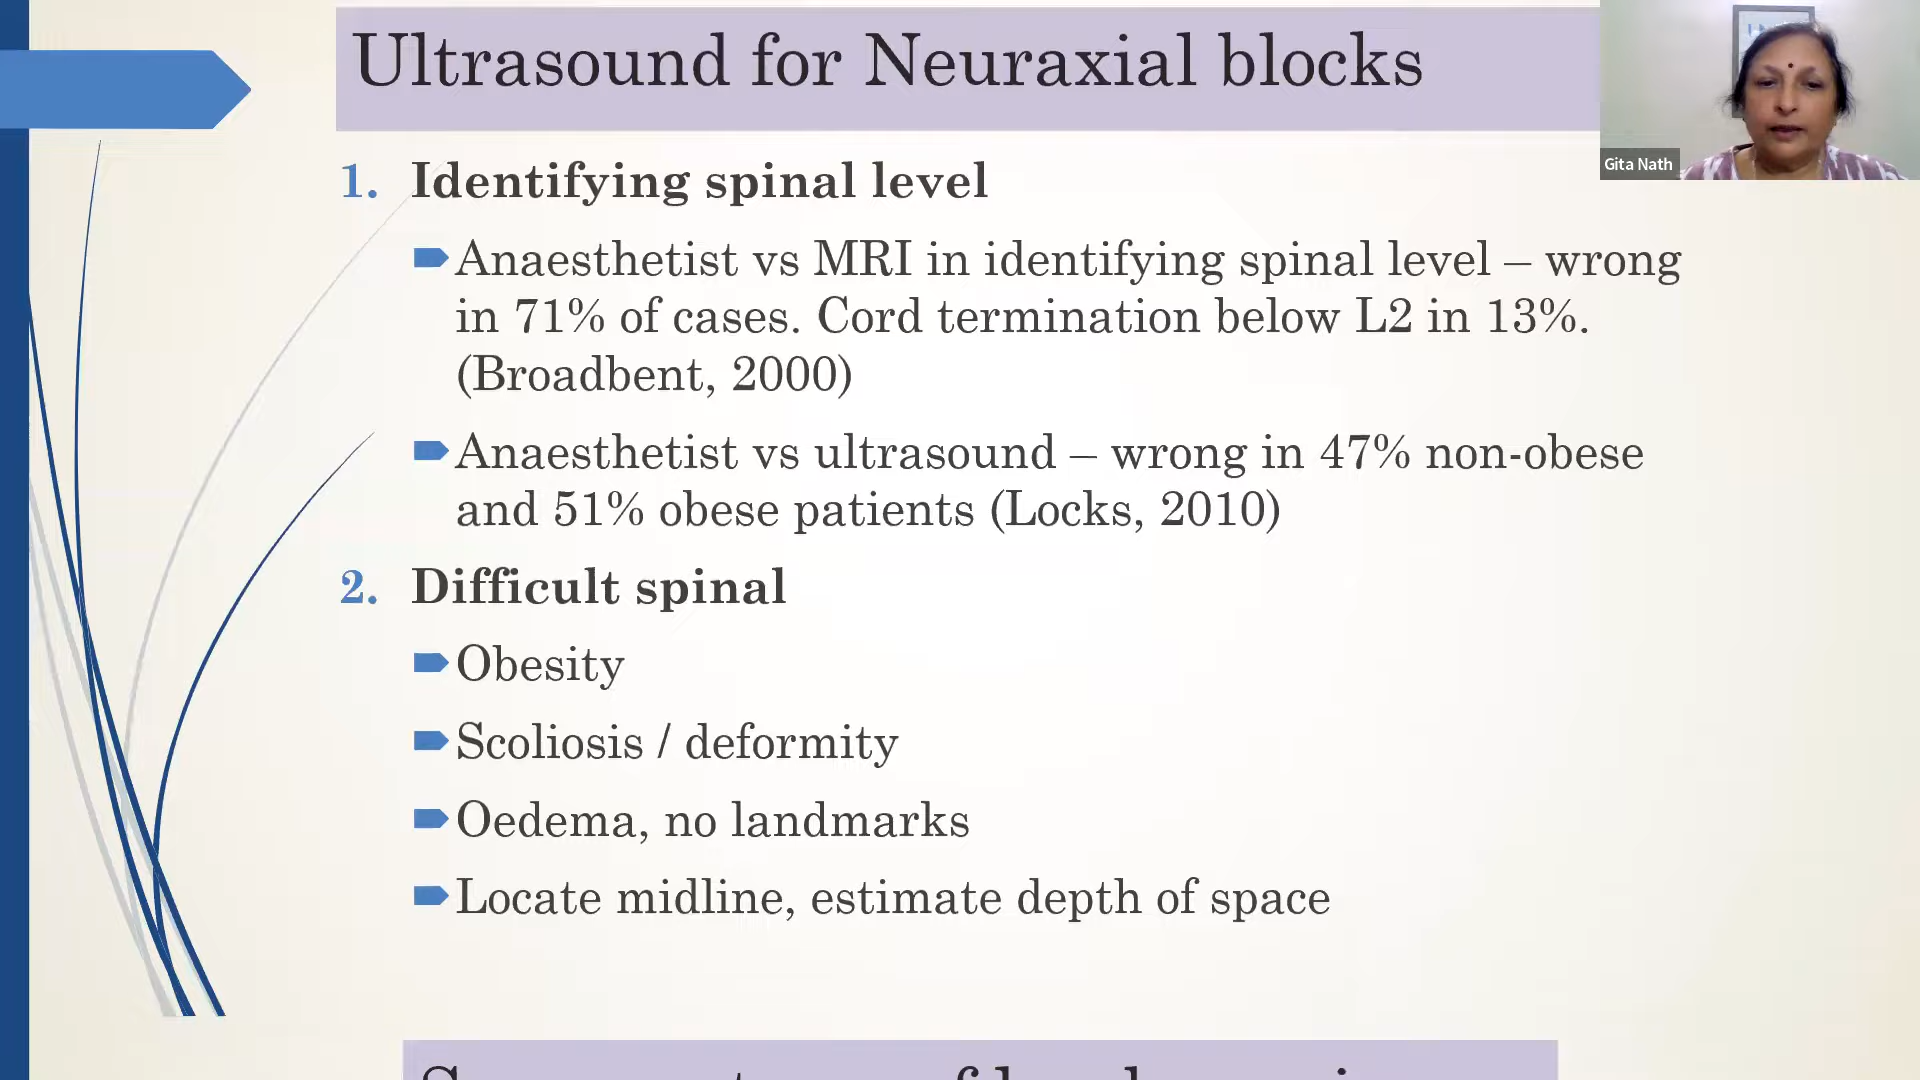 Ultrasound for Neuraxial blocks
Gita Nath
1. Identifying spinal level
Anaesthetist vs MRI in identifying spinal level – wrong
in 71% of cases. Cord termination below L2 in 13%.
(Broadbent, 2000)
Anaesthetist vs ultrasound – wrong in 47% non-obese
and 51% obese patients (Locks, 2010)
2. Difficult spinal
Obesity
Scoliosis / deformity
Oedema, no landmarks
Locate midline, estimate depth of space